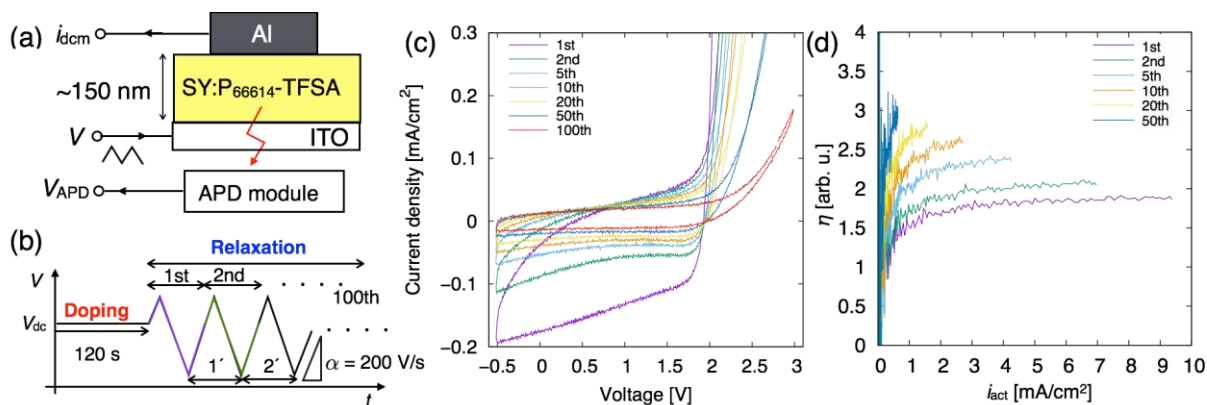 (a)
i_dcm
Al
~150 nm
SY:P₆₆₆₁₄-TFSA
V
ITO
V_APD
APD module
(b)
Relaxation
V
1st
2nd
100th
Doping
V_dc
120 s
1´
2´
α = 200 V/s
t
(c)
Current density [mA/cm²]
0.3
0.2
0.1
0
−0.1
−0.2
1st
2nd
5th
10th
20th
50th
100th
-0.5
0
0.5
1
1.5
2
2.5
3
Voltage [V]
(d)
η [arb. u.]
4
3.5
3
2.5
2
1.5
1
0.5
0
1st
2nd
5th
10th
20th
50th
0 1 2 3 4 5 6 7 8 9 10
i_act [mA/cm²]